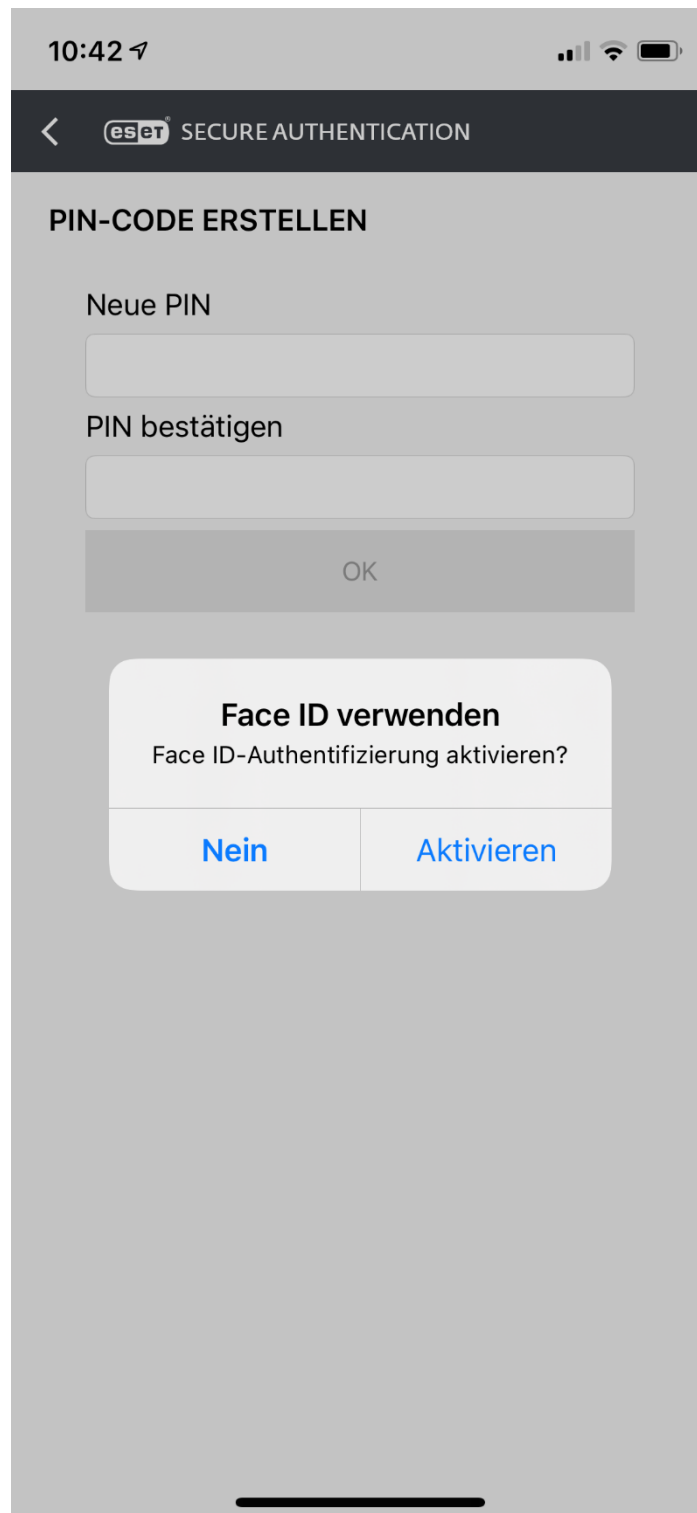 10:42
eseT® SECURE AUTHENTICATION
PIN-CODE ERSTELLEN
Neue PIN
PIN bestätigen
OK
Face ID verwenden
Face ID-Authentifizierung aktivieren?
Nein Aktivieren